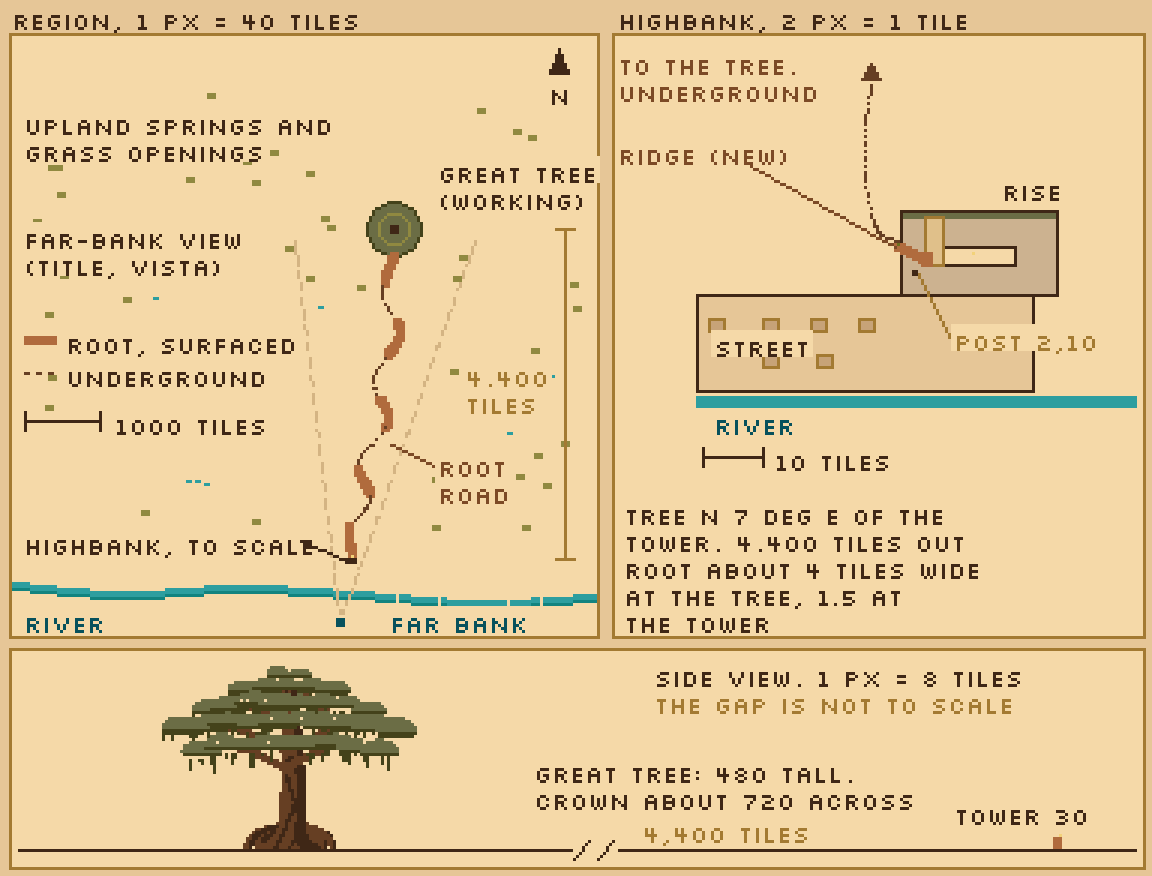 REGION, 1 PX = 40 TILES
N
UPLAND SPRINGS AND
GRASS OPENINGS
GREAT TREE
(WORKING)
FAR-BANK VIEW
(TITLE, VISTA)
ROOT, SURFACED
UNDERGROUND
1000 TILES
4.400
TILES
ROOT
ROAD
HIGHBANK, TO SCALE
RIVER
FAR BANK
HIGHBANK, 2 PX = 1 TILE
TO THE TREE.
UNDERGROUND
RIDGE (NEW)
RISE
POST 2,10
STREET
RIVER
10 TILES
TREE N 7 DEG E OF THE
TOWER. 4.400 TILES OUT
ROOT ABOUT 4 TILES WIDE
AT THE TREE, 1.5 AT
THE TOWER
SIDE VIEW. 1 PX = 8 TILES
THE GAP IS NOT TO SCALE
GREAT TREE: 480 TALL.
CROWN ABOUT 720 ACROSS
4,400 TILES
TOWER 30